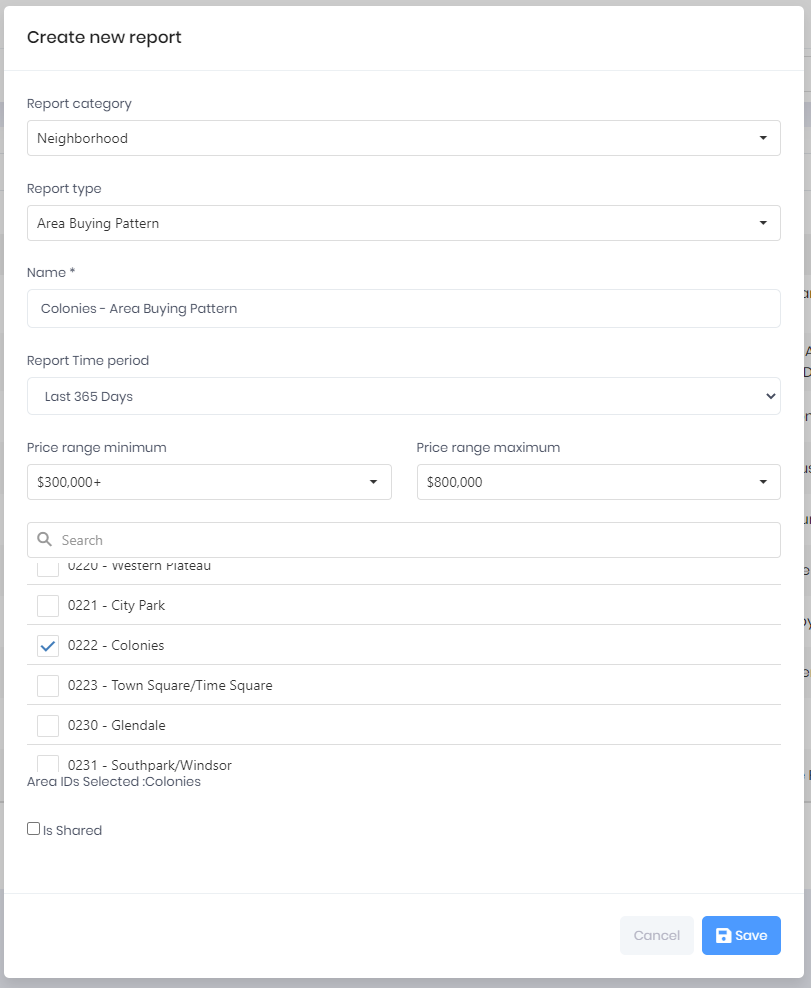 Create new report
Report category
Neighborhood
Report type
Area Buying Pattern
Name *
Colonies - Area Buying Pattern
Report Time period
Last 365 Days
Price range minimum
Price range maximum
$300,000+
$800,000
Search
0220 - Western Plateau
0221 - City Park
0222 - Colonies
0223 - Town Square/Time Square
0230 - Glendale
0231 - Southpark/Windsor
Area IDs Selected :Colonies
Is Shared
Cancel
Save